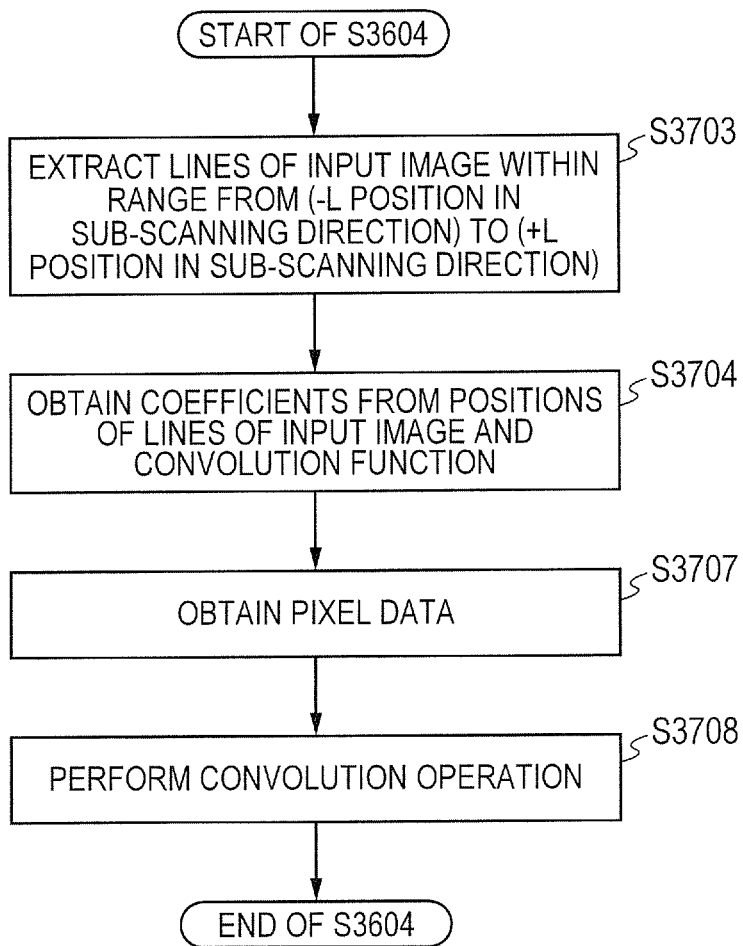 START OF S3604
S3703
EXTRACT LINES OF INPUT IMAGE WITHIN
RANGE FROM (-L POSITION IN
SUB-SCANNING DIRECTION) TO (+L
POSITION IN SUB-SCANNING DIRECTION)
S3704
OBTAIN COEFFICIENTS FROM POSITIONS
OF LINES OF INPUT IMAGE AND
CONVOLUTION FUNCTION
S3707
OBTAIN PIXEL DATA
S3708
PERFORM CONVOLUTION OPERATION
END OF S3604